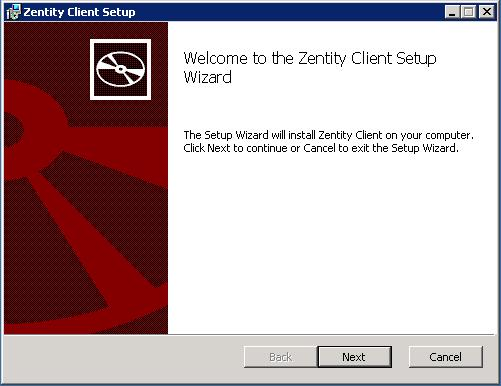 Zentity Client Setup
Welcome to the Zentity Client Setup
Wizard
The Setup Wizard will install Zentity Client on your computer.
Click Next to continue or Cancel to exit the Setup Wizard.
Back
Next
Cancel